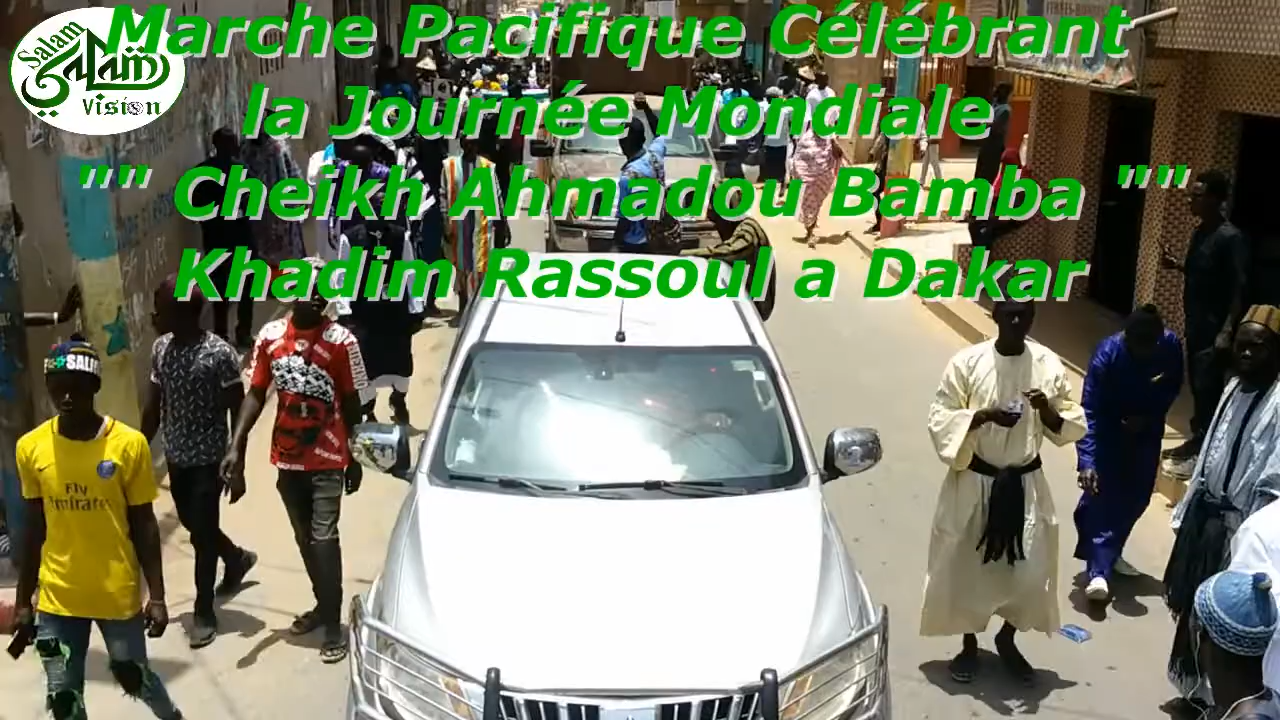 Salam
Vision
Marche Pacifique Célébrant
la Journée Mondiale
"" Cheikh Ahmadou Bamba ""
Khadim Rassoul a Dakar
Fly
Emirates